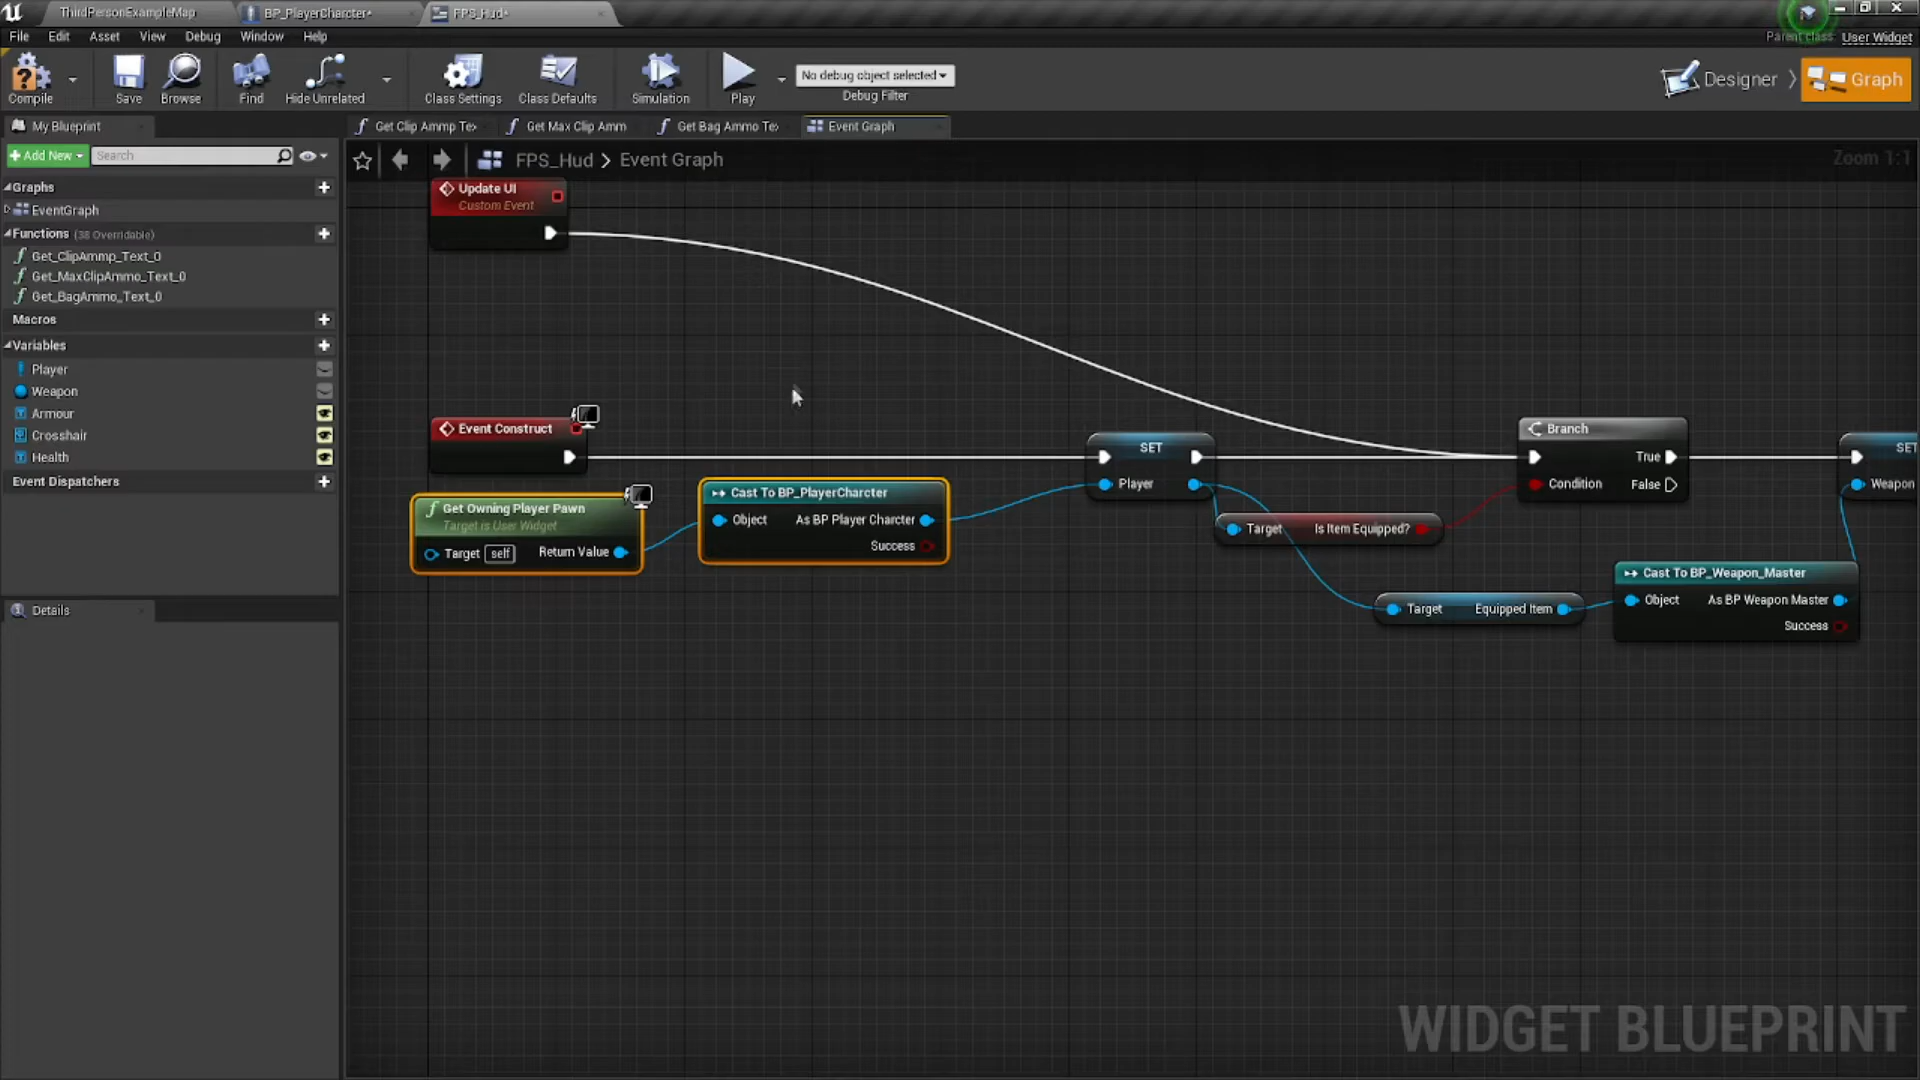 ThirdPersonExampleMap
BP_PlayerCharcter*
FPS_Hud*
File Edit Asset View Debug Window Help
Parent class: User Widget
Compile
Save
Browse
Find
Hide Unrelated
Class Settings
Class Defaults
Simulation
Play
No debug object selected
Debug Filter
Designer
Graph
My Blueprint
Get Clip Ammp Te
Get Max Clip Amm
Get Bag Ammo Te
Event Graph
Add New
Search
FPS_Hud > Event Graph
Zoom 1:1
Graphs
EventGraph
Functions (38 Overridable)
Get_ClipAmmp_Text_0
Get_MaxClipAmmo_Text_0
Get_BagAmmo_Text_0
Macros
Variables
Player
Weapon
Armour
Crosshair
Health
Event Dispatchers
Details
Update UI
Custom Event
Event Construct
Get Owning Player Pawn
Target is User Widget
Target self Return Value
Cast To BP_PlayerCharcter
Object As BP Player Charcter
Success
SET
Player
Target Is Item Equipped?
Branch
True
Condition False
Target Equipped Item
Cast To BP_Weapon_Master
Object As BP Weapon Master
Success
SET
Weapon
WIDGET BLUEPRINT